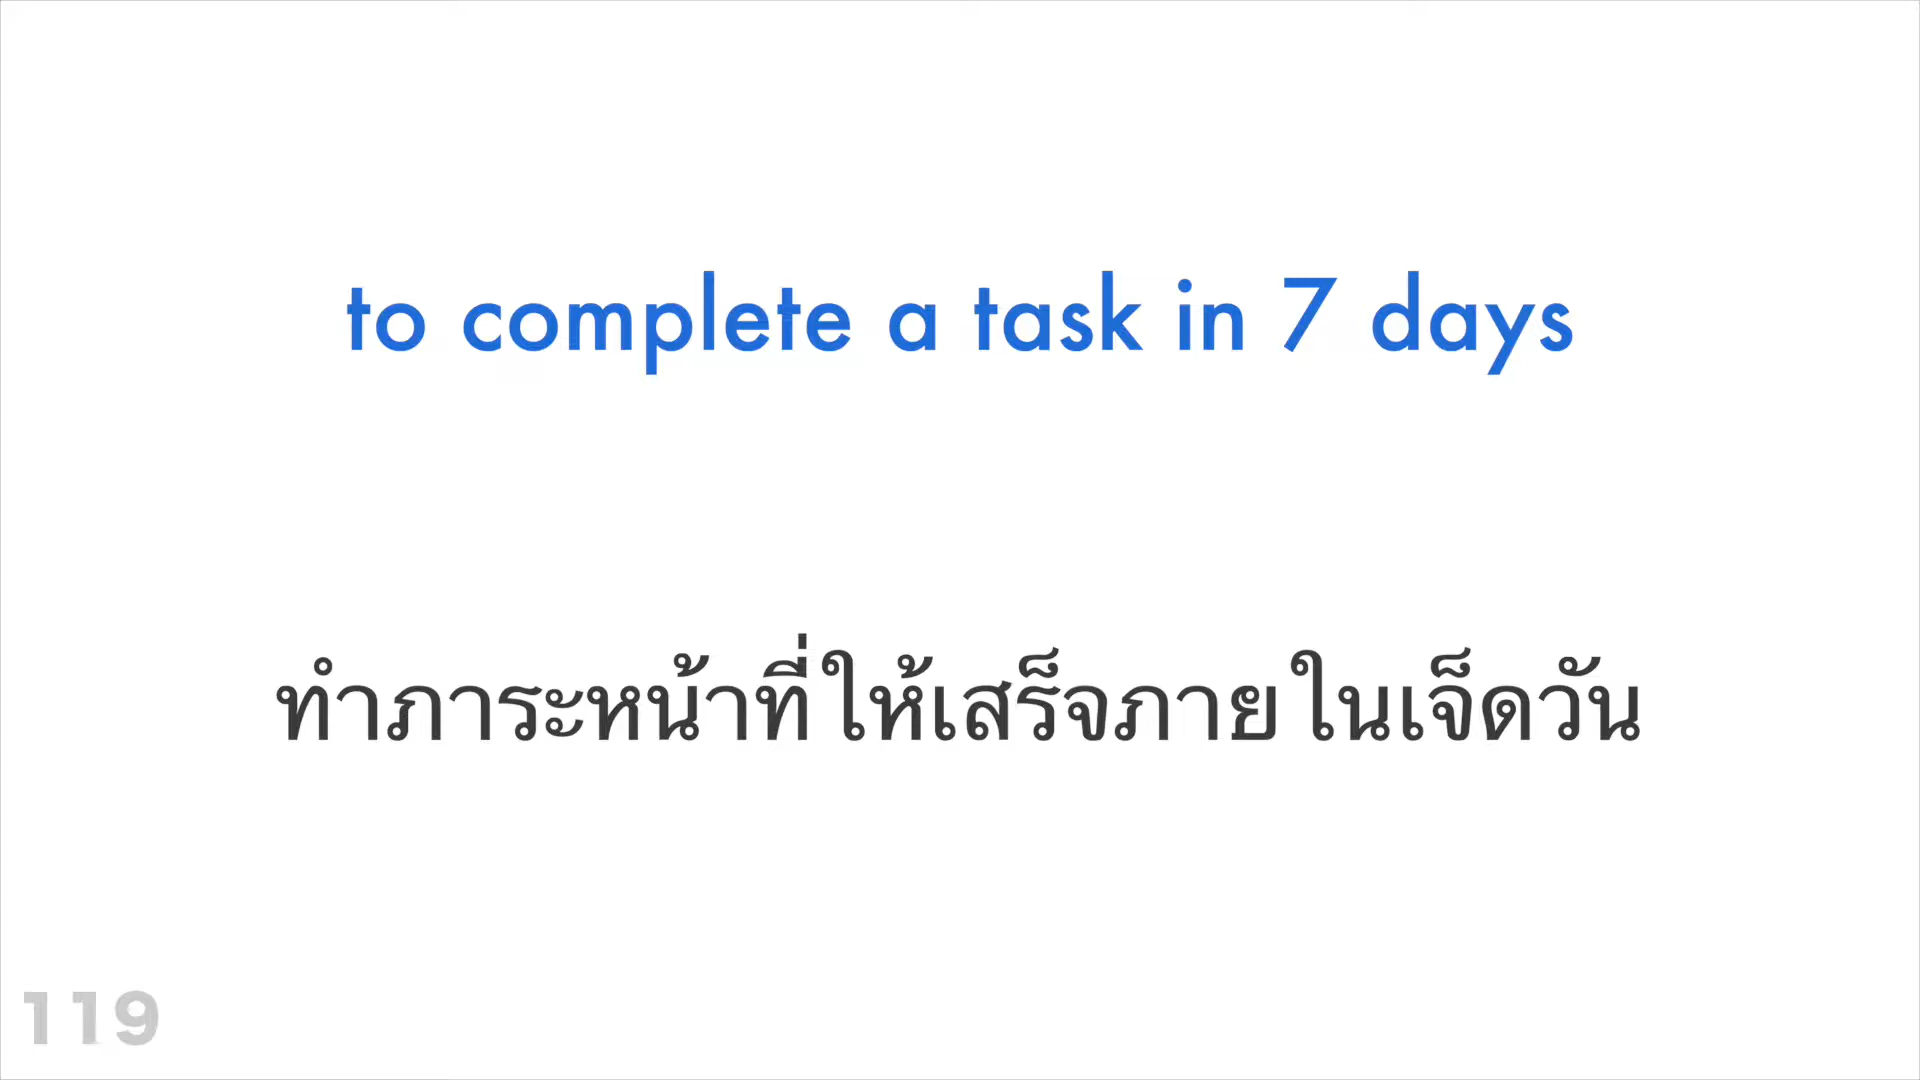 to complete a task in 7 days
ทำภาระหน้าที่ให้เสร็จภายในเจ็ดวัน
119